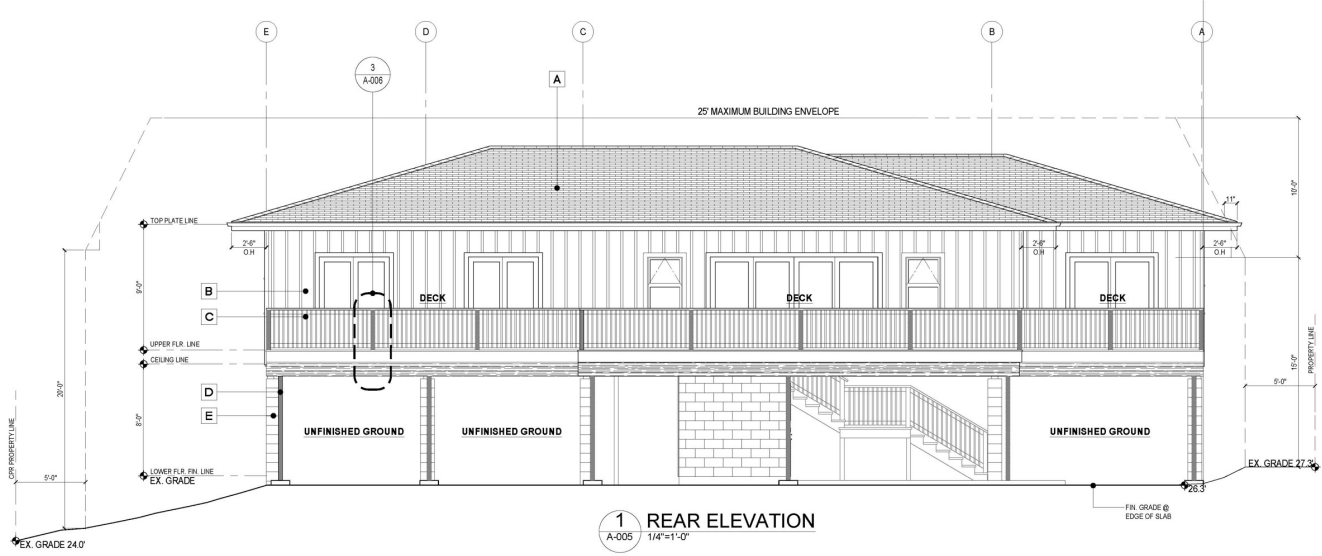 E
D
C
B
A
3
A-006
A
25' MAXIMUM BUILDING ENVELOPE
10'-0"
11"
TOP PLATE LINE
2'-6"
O.H
2'-6"
O.H
2'-6"
O.H
9'-0"
B
DECK
DECK
DECK
C
UPPER FLR. LINE
CEILING LINE
PROPERTY LINE
16'-0"
5'-0"
20'-0"
8'-0"
D
E
UNFINISHED GROUND
UNFINISHED GROUND
UNFINISHED GROUND
CPR PROPERTY LINE
5'-0"
LOWER FLR. FIN. LINE
EX. GRADE
EX. GRADE 27.3'
26.3'
FIN. GRADE @
EDGE OF SLAB
EX. GRADE 24.0'
1
A-005
REAR ELEVATION
1/4"=1'-0"